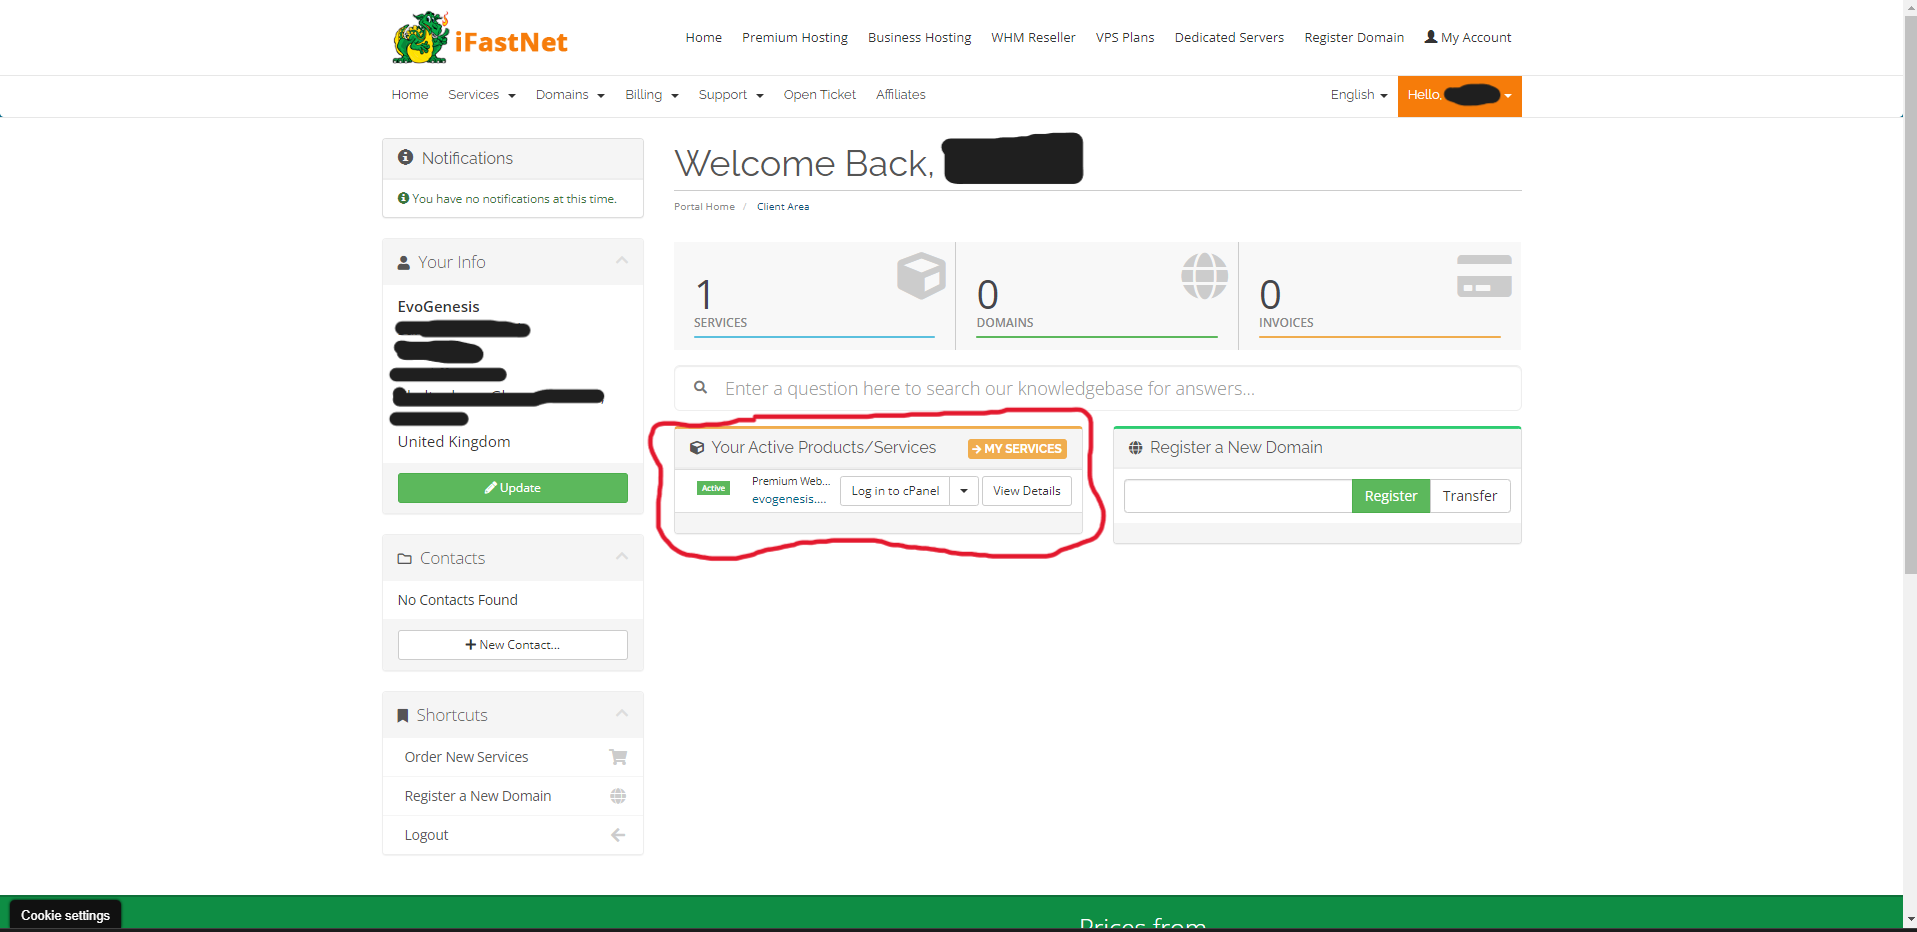 iFastNet
Home Premium Hosting Business Hosting WHM Reseller VPS Plans Dedicated Servers Register Domain My Account
Home Services Domains Billing Support Open Ticket Affiliates English Hello,
Notifications
You have no notifications at this time.
Your Info
EvoGenesis
United Kingdom
Update
Contacts
No Contacts Found
New Contact...
Shortcuts
Order New Services
Register a New Domain
Logout
Welcome Back,
Portal Home / Client Area
1
SERVICES
0
DOMAINS
0
INVOICES
Enter a question here to search our knowledgebase for answers...
Your Active Products/Services MY SERVICES
Active Premium Web... Log in to cPanel View Details
evogenesis....
Register a New Domain
Register Transfer
Cookie settings
Prices from